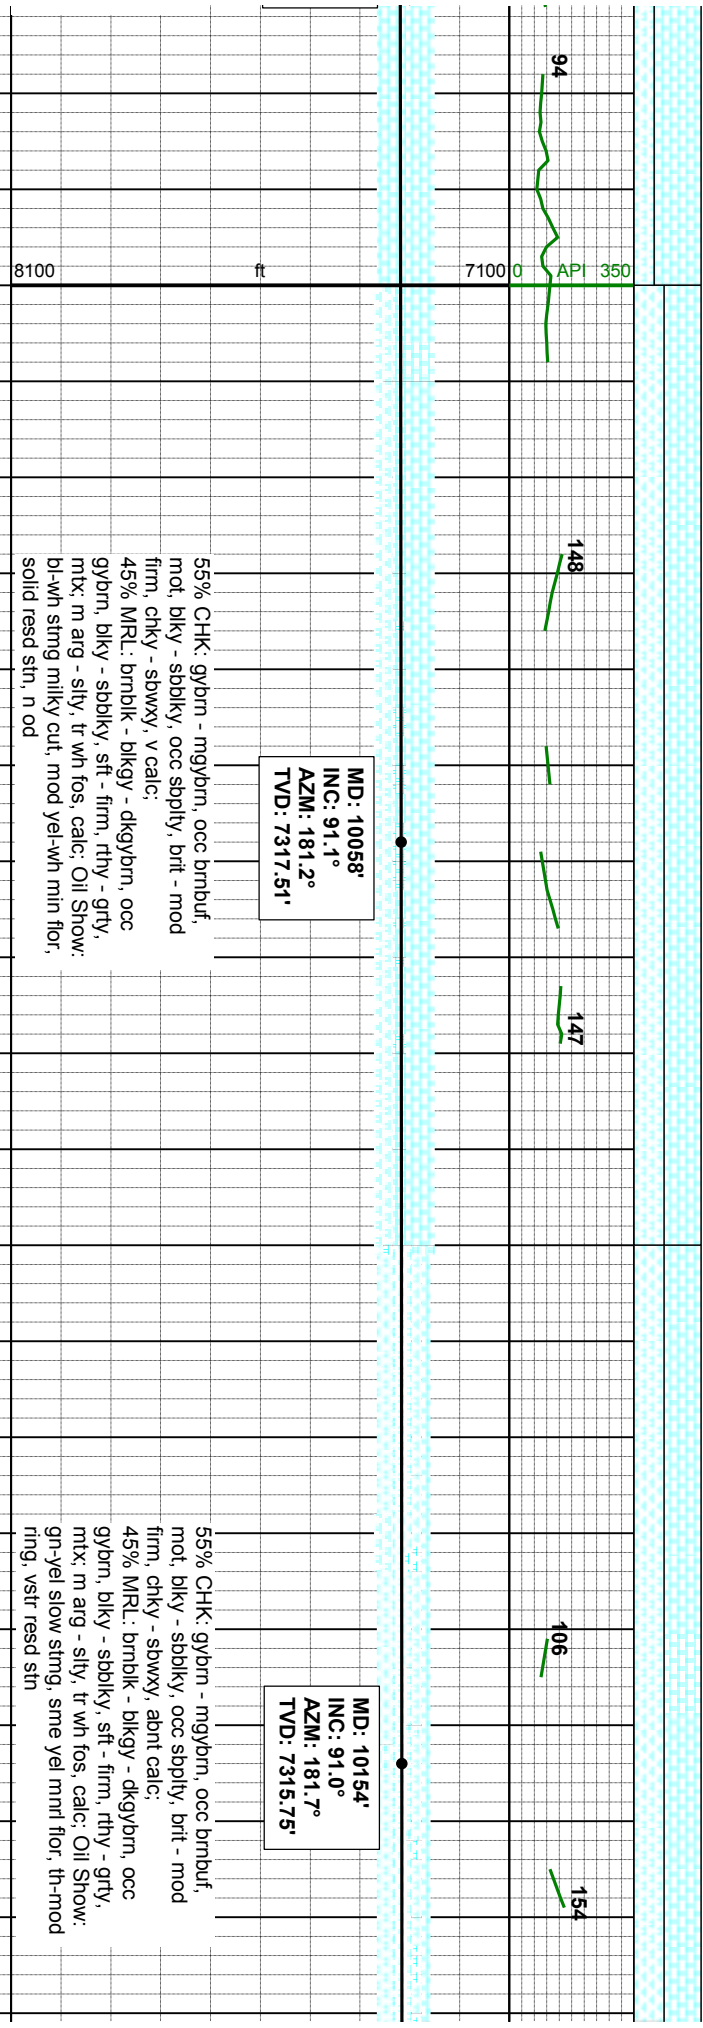 94
8100
ft
7100
0
API
350
148
55% CHK: gybrn - mgybrn, occ brnbuf,
mot, blky - sbblky, occ sbplty, brit - mod
firm, chky - sbwxy, v calc;
45% MRL: brnblk - blkgy - dkgybrn, occ
gybrn, blky - sbblky, sft - firm, rthy - grty,
mtx; m arg - slty, tr wh fos, calc; Oil Show:
bl-wh stmg milky cut, mod yel-wh min flor,
solid resd stn, n od
MD: 10058'
INC: 91.1°
AZM: 181.2°
TVD: 7317.51'
147
55% CHK: gybrn - mgybrn, occ brnbuf,
mot, blky - sbblky, occ sbplty, brit - mod
firm, chky - sbwxy, abnt calc;
45% MRL: brnblk - blkgy - dkgybrn, occ
gybrn, blky - sbblky, sft - firm, rthy - grty,
mtx; m arg - slty, tr wh fos, calc; Oil Show:
gn-yel slow stmg, sme yel mnrl flor, th-mod
ring, vstr resd stn
106
MD: 10154'
INC: 91.0°
AZM: 181.7°
TVD: 7315.75'
154